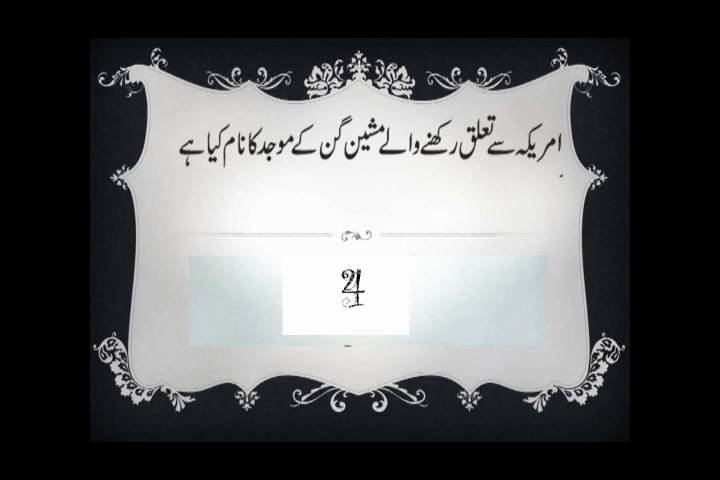 امریکہ سے تعلق رکھنے والے مشین گن کے موجد کا نام کیا ہے
4